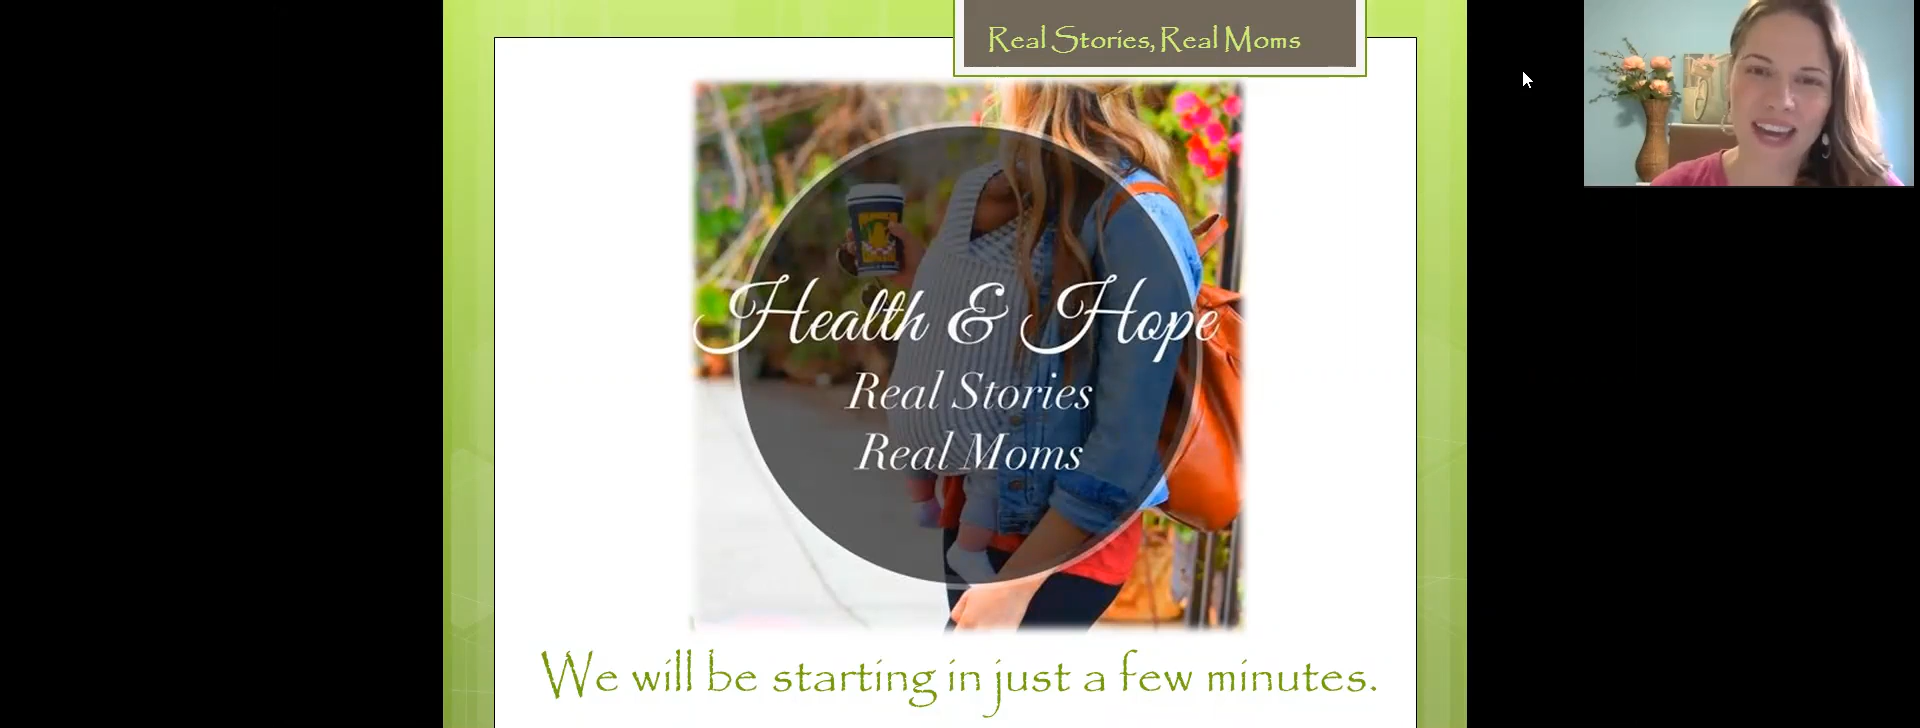 Real Stories, Real Moms
Health & Hope
Real Stories
Real Moms
We will be starting in just a few minutes.